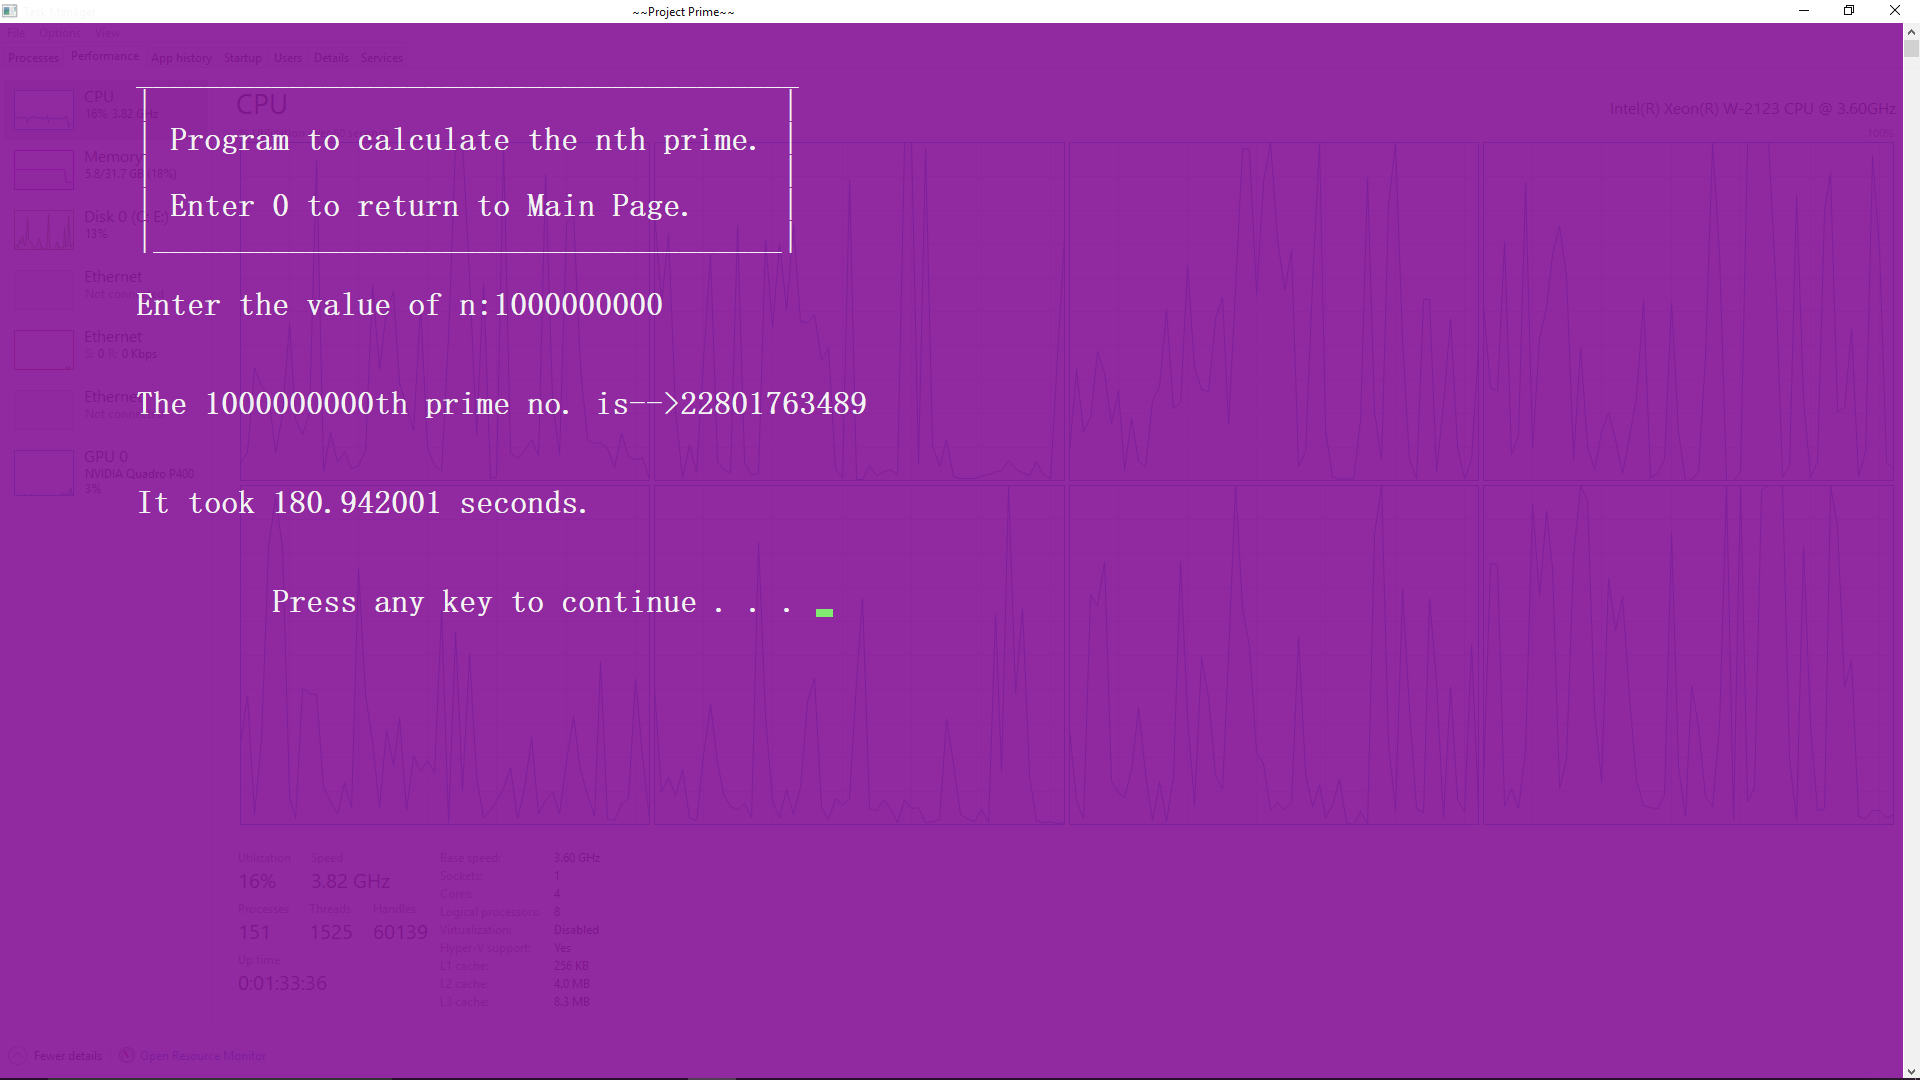 Task Manager
~~Project Prime~~
File Options View
Processes Performance App history Startup Users Details Services
CPU
16% 3.82 GHz
Memory
5.8/31.7 GB (18%)
Disk 0 (C: E:)
13%
Ethernet
Not connected
Ethernet
S: 0 R: 0 Kbps
Ethernet
Not connected
GPU 0
NVIDIA Quadro P400
3%
CPU
Intel(R) Xeon(R) W-2123 CPU @ 3.60GHz
100%
Program to calculate the nth prime.
Enter 0 to return to Main Page.
Enter the value of n:1000000000
The 1000000000th prime no. is-->22801763489
It took 180.942001 seconds.
Press any key to continue . . .
Utilization Speed
16% 3.82 GHz
Processes Threads Handles
151 1525 60139
Up time
0:01:33:36
Base speed: 3.60 GHz
Sockets: 1
Cores: 4
Logical processors: 8
Virtualization: Disabled
Hyper-V support: Yes
L1 cache: 256 KB
L2 cache: 4.0 MB
L3 cache: 8.3 MB
Fewer details Open Resource Monitor